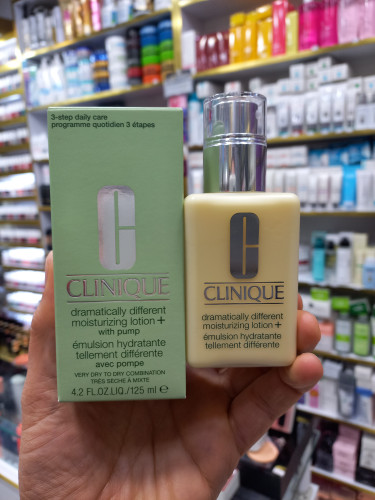 3-step daily care
programme quotidien 3 étapes
CLINIQUE
dramatically different
moisturizing lotion+
with pump
émulsion hydratante
tellement différente
avec pompe
VERY DRY TO DRY COMBINATION
TRÈS SÈCHE À MIXTE
4.2 FL.OZ.LIQ./125 ml ℮
CLINIQUE
dramatically different
moisturizing lotion+
émulsion hydratante
tellement différente